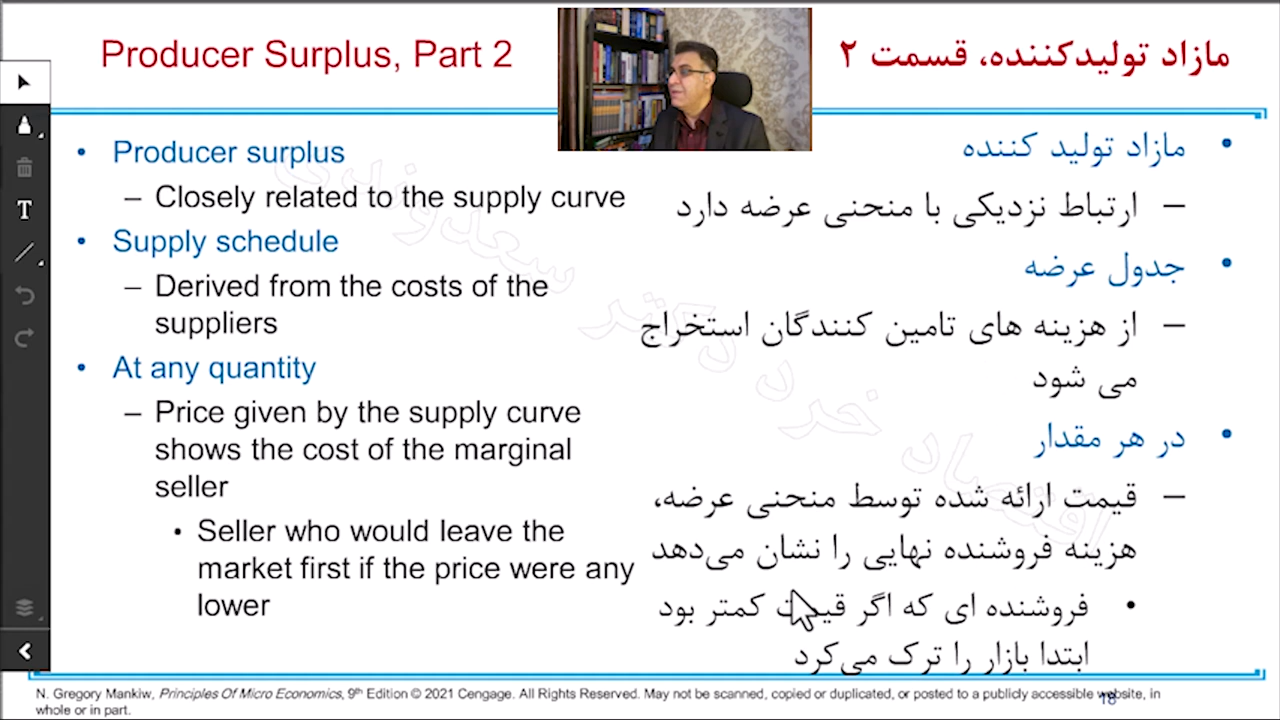 Producer Surplus, Part 2
مازاد تولیدکننده، قسمت ۲
• Producer surplus
– Closely related to the supply curve
• Supply schedule
– Derived from the costs of the
suppliers
• At any quantity
– Price given by the supply curve
shows the cost of the marginal
seller
• Seller who would leave the
market first if the price were any
lower
• مازاد تولید کننده
– ارتباط نزدیکی با منحنی عرضه دارد
• جدول عرضه
– از هزینه های تامین کنندگان استخراج
می شود
• در هر مقدار
– قیمت ارائه شده توسط منحنی عرضه،
هزینه فروشنده نهایی را نشان می‌دهد
• فروشنده ای که اگر قیمت کمتر بود
ابتدا بازار را ترک می‌کرد
اقتصاد خرد دکتر سعدوندی
N. Gregory Mankiw, Principles Of Micro Economics, 9th Edition © 2021 Cengage. All Rights Reserved. May not be scanned, copied or duplicated, or posted to a publicly accessible website, in
whole or in part.
18